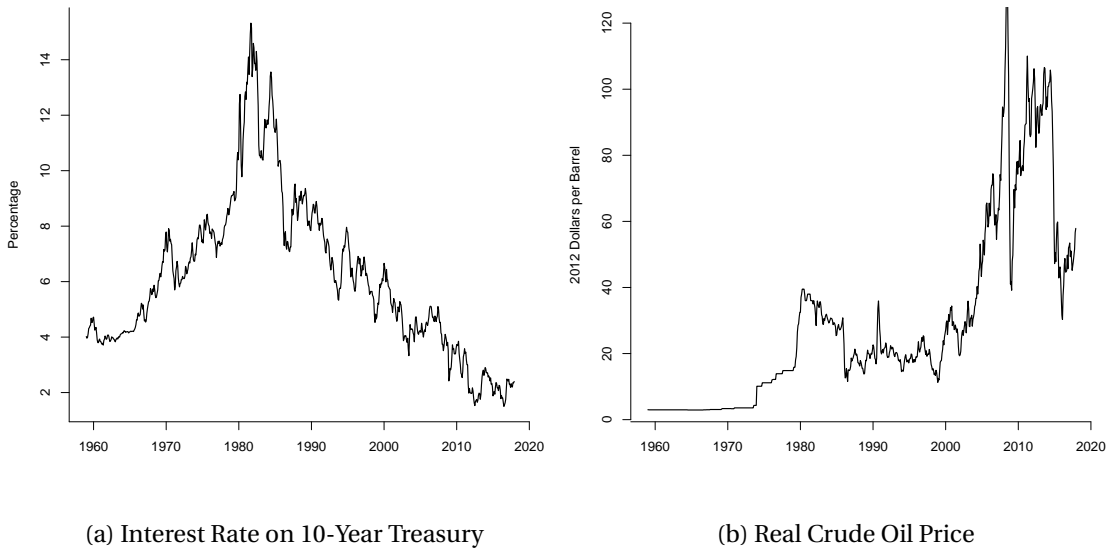 Percentage
14
12
10
8
6
4
2
1960 1970 1980 1990 2000 2010 2020
(a) Interest Rate on 10-Year Treasury
2012 Dollars per Barrel
120
100
80
60
40
20
0
1960 1970 1980 1990 2000 2010 2020
(b) Real Crude Oil Price